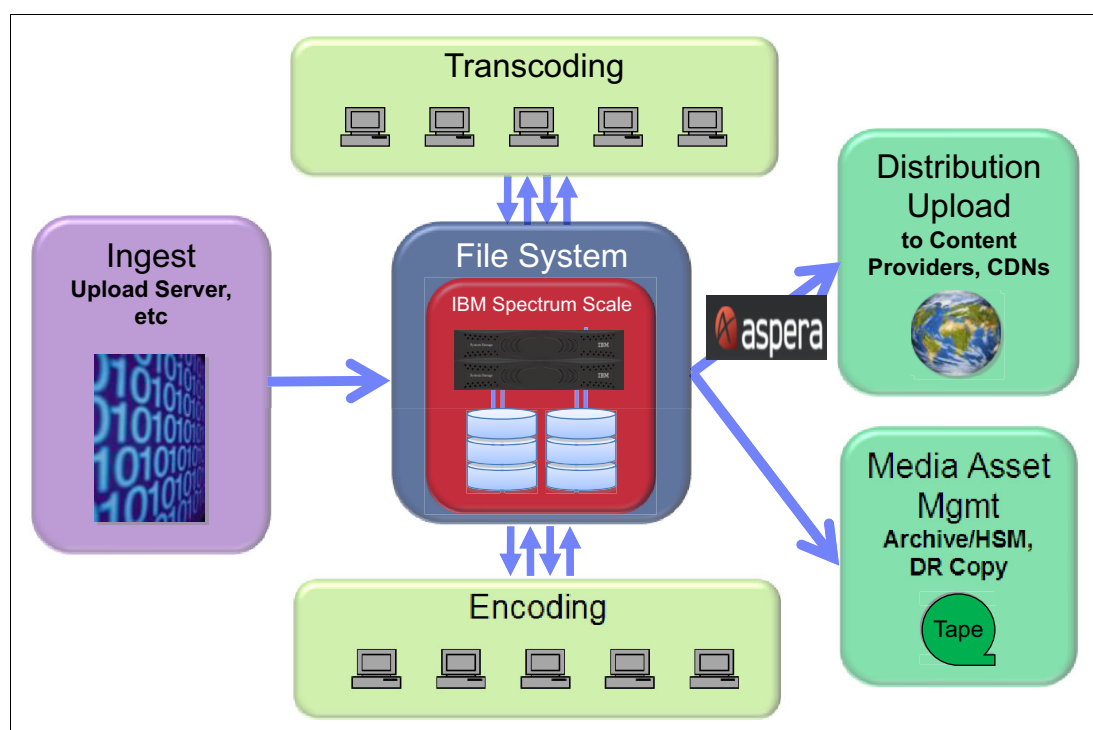 Transcoding
Ingest
Upload Server,
etc
File System
IBM Spectrum Scale
IBM
IBM
aspera
Distribution
Upload
to Content
Providers, CDNs
Media Asset
Mgmt
Archive/HSM,
DR Copy
Tape
Encoding